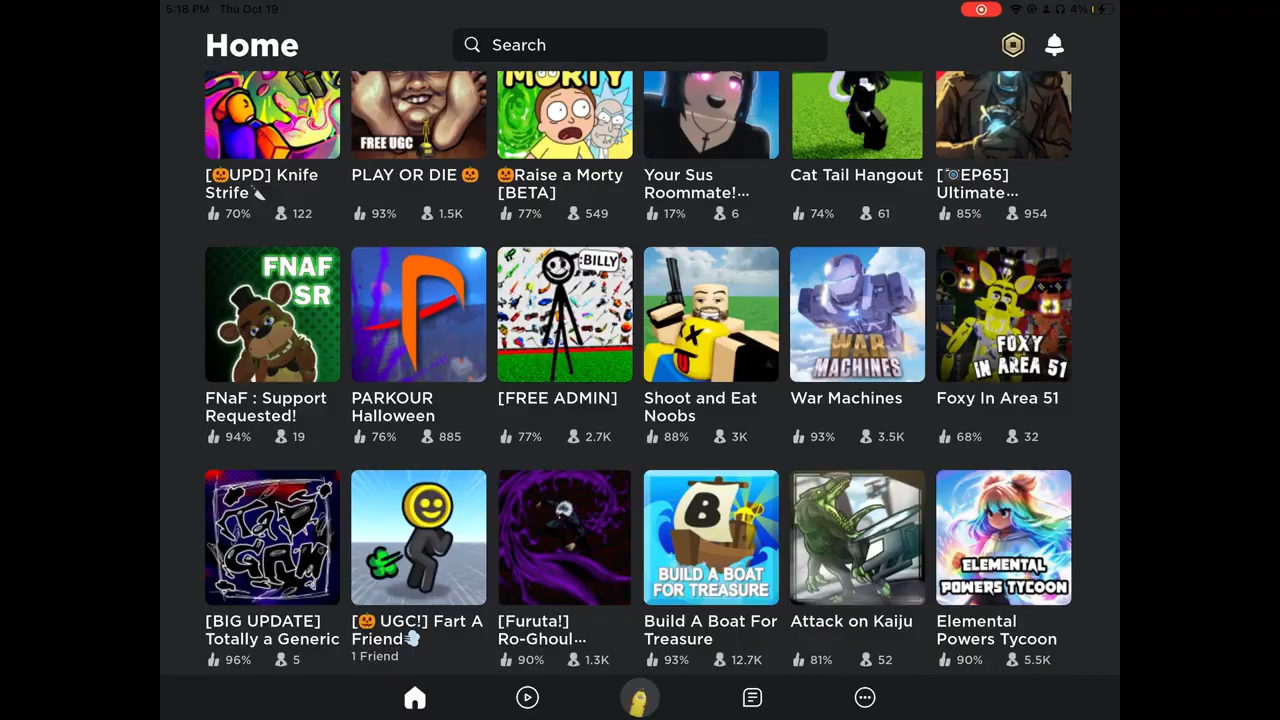 5:18 PM Thu Oct 19
4%
Home
Search
MORTY
FREE UGC
[🎃UPD] Knife
Strife🔪
PLAY OR DIE 🎃
🎃Raise a Morty
[BETA]
Your Sus
Roommate!...
Cat Tail Hangout
[EP65]
Ultimate...
70% 122
93% 1.5K
77% 549
17% 6
74% 61
85% 954
FNAF
SR
:BILLY
WAR
MACHINES
FOXY
IN AREA 51
FNaF : Support
Requested!
PARKOUR
Halloween
[FREE ADMIN]
Shoot and Eat
Noobs
War Machines
Foxy In Area 51
94% 19
76% 885
77% 2.7K
88% 3K
93% 3.5K
68% 32
B
BUILD A BOAT
FOR TREASURE
ELEMENTAL
POWERS TYCOON
[BIG UPDATE]
Totally a Generic
[🎃 UGC!] Fart A
Friend💨
1 Friend
[Furuta!]
Ro-Ghoul...
Build A Boat For
Treasure
Attack on Kaiju
Elemental
Powers Tycoon
96% 5
90% 1.3K
93% 12.7K
81% 52
90% 5.5K